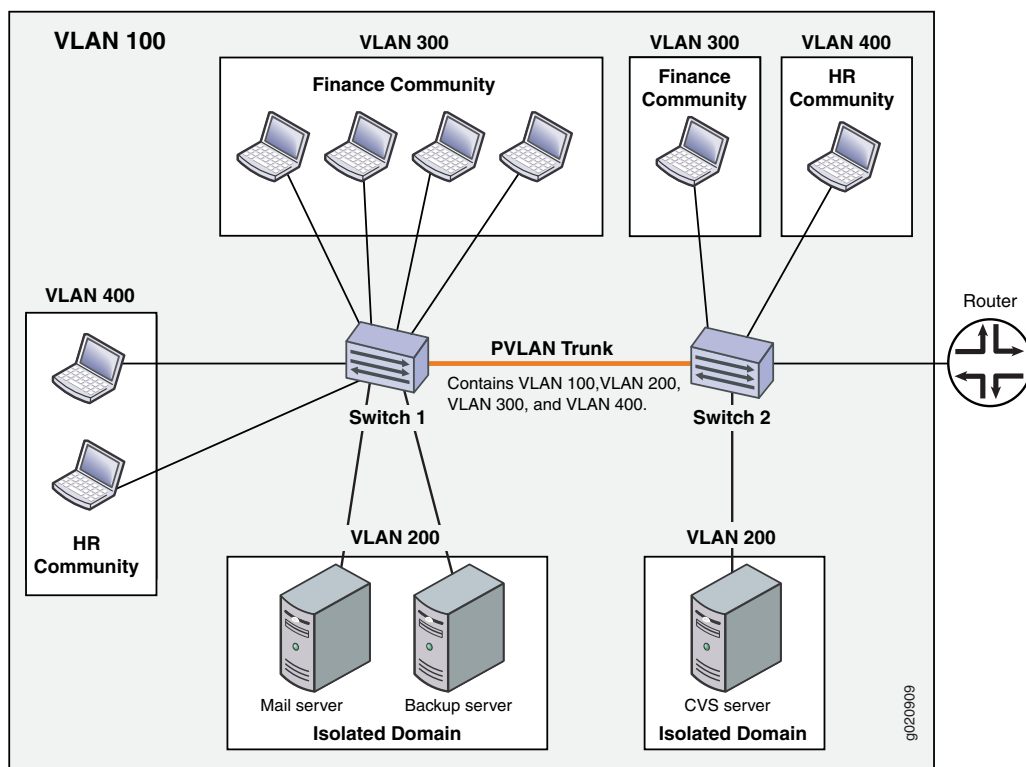 VLAN 100
VLAN 300
Finance Community
VLAN 300
Finance
Community
VLAN 400
HR
Community
VLAN 400
HR
Community
Switch 1
PVLAN Trunk
Contains VLAN 100,VLAN 200,
VLAN 300, and VLAN 400.
Switch 2
Router
VLAN 200
Mail server
Backup server
Isolated Domain
VLAN 200
CVS server
Isolated Domain
g020909